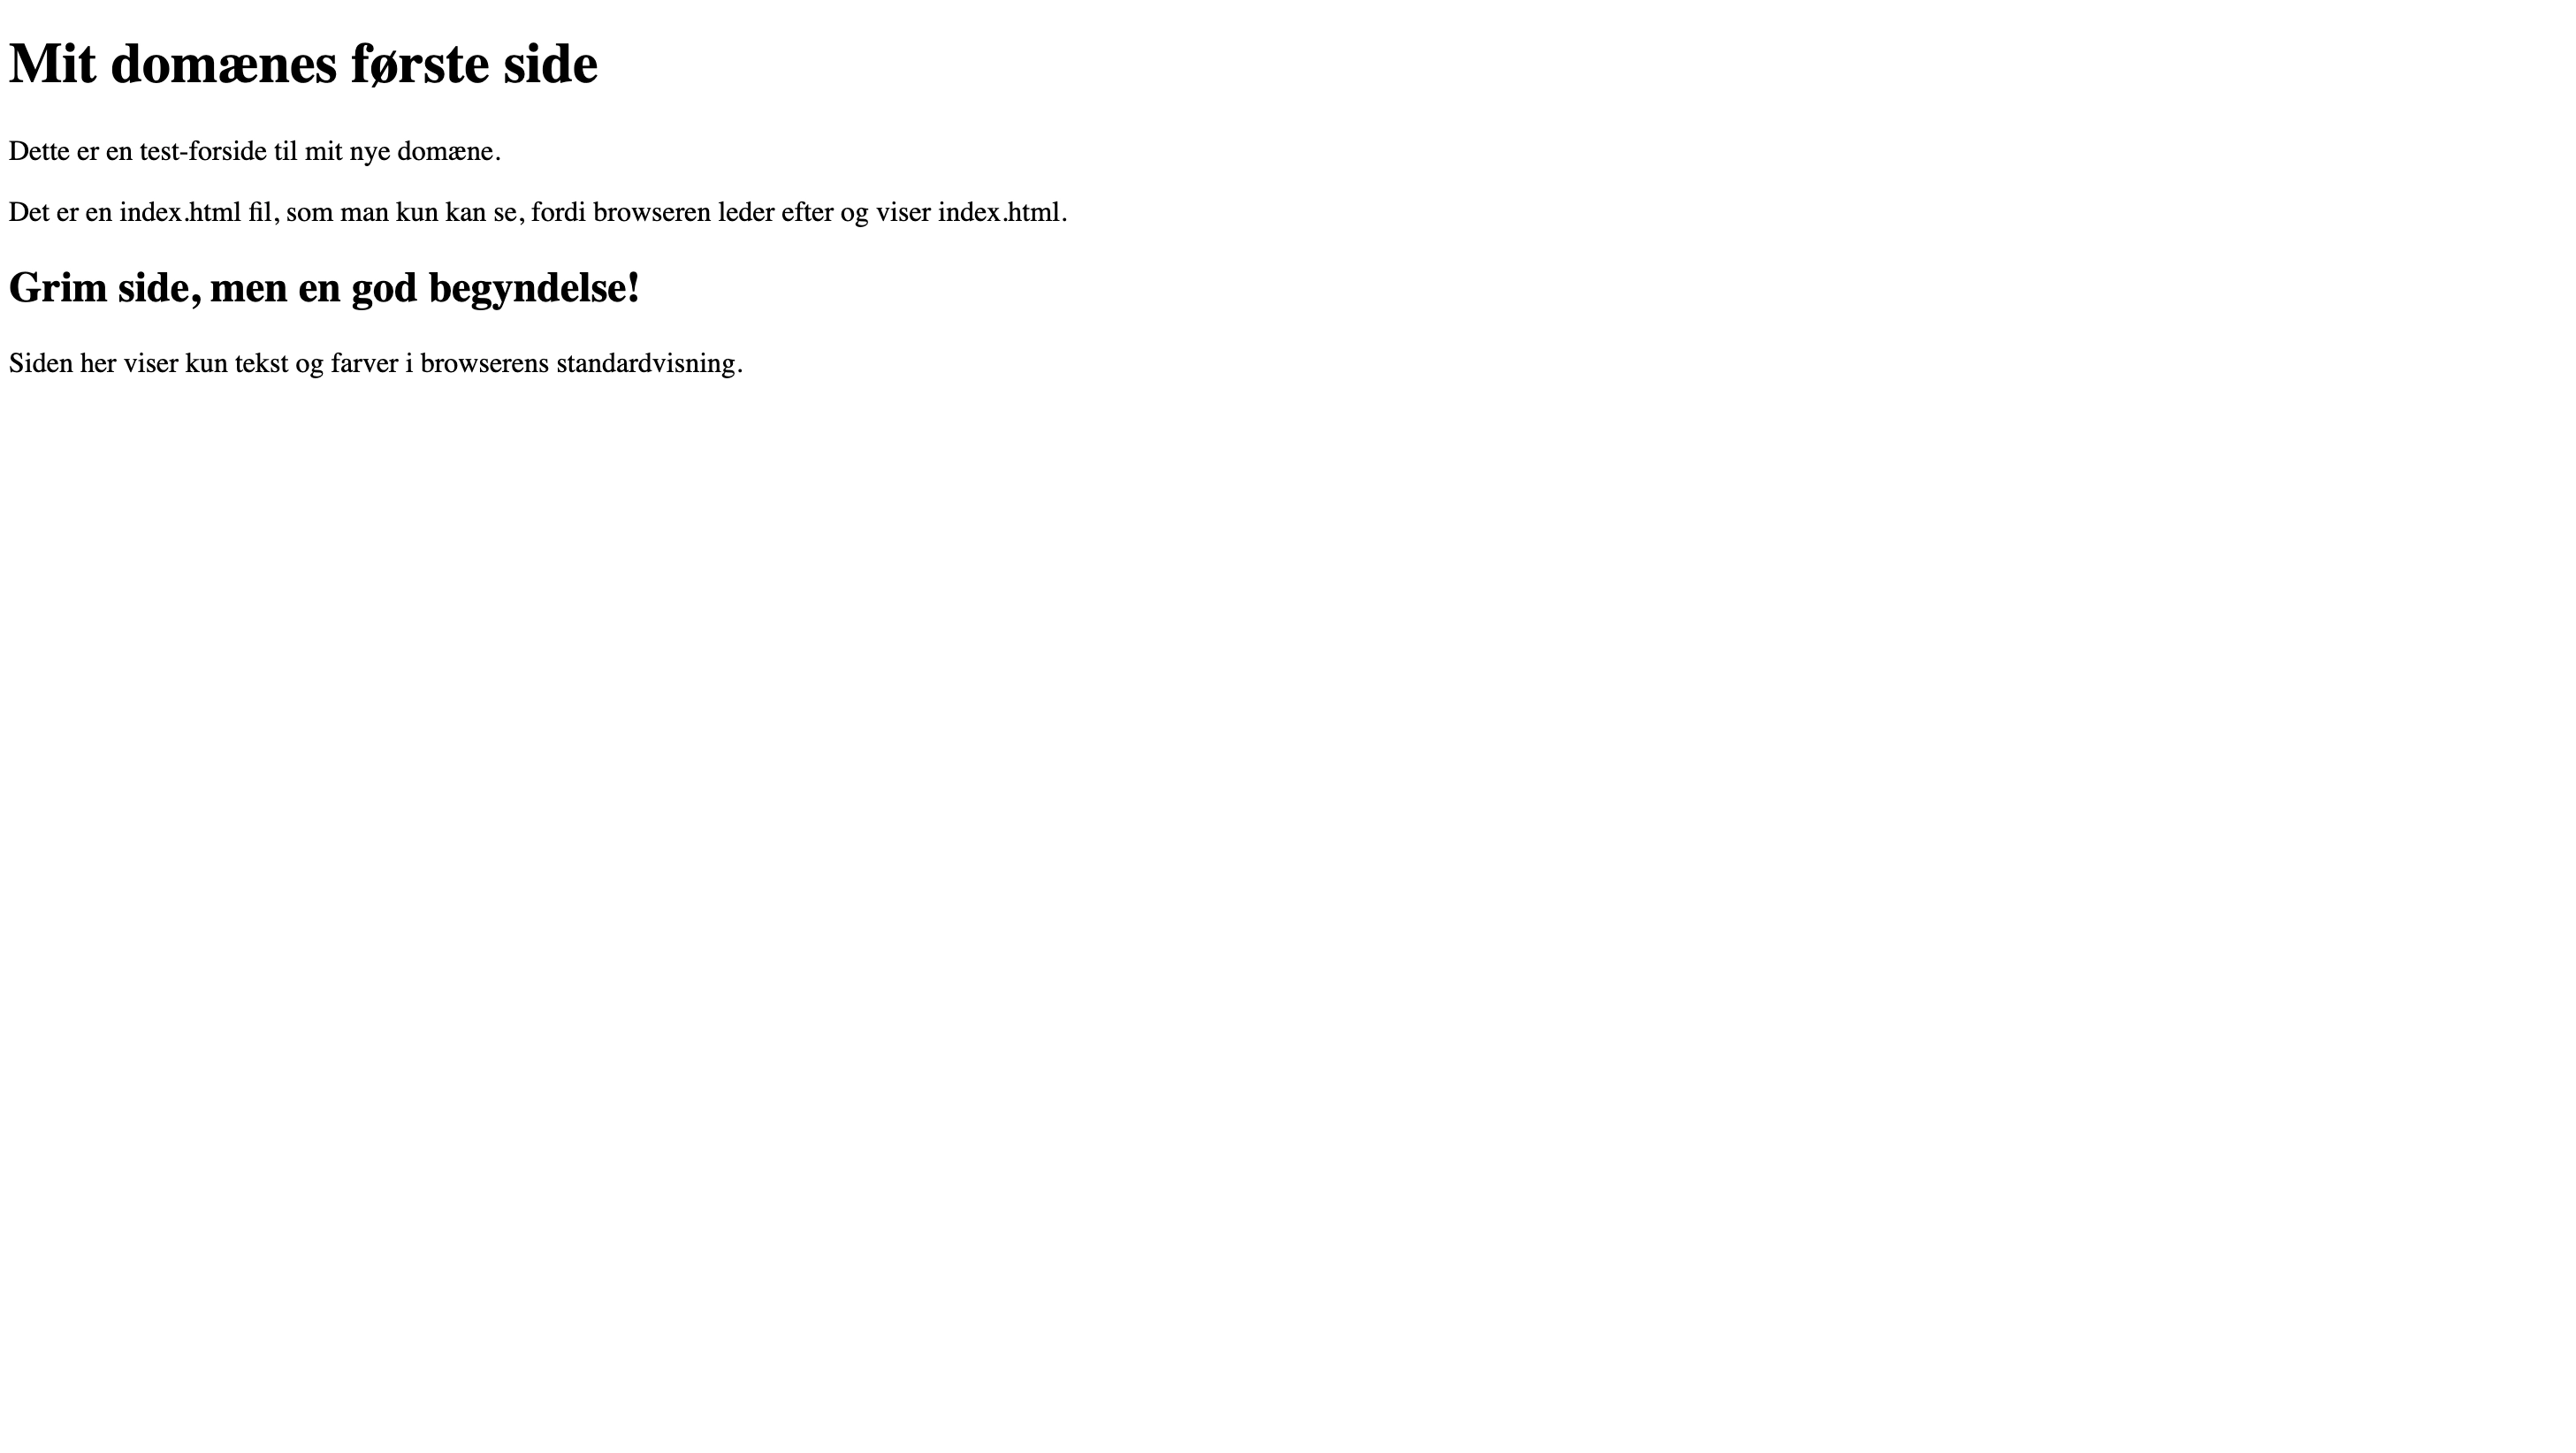 Mit domænes første side
Dette er en test-forside til mit nye domæne.
Det er en index.html fil, som man kun kan se, fordi browseren leder efter og viser index.html.
Grim side, men en god begyndelse!
Siden her viser kun tekst og farver i browserens standardvisning.